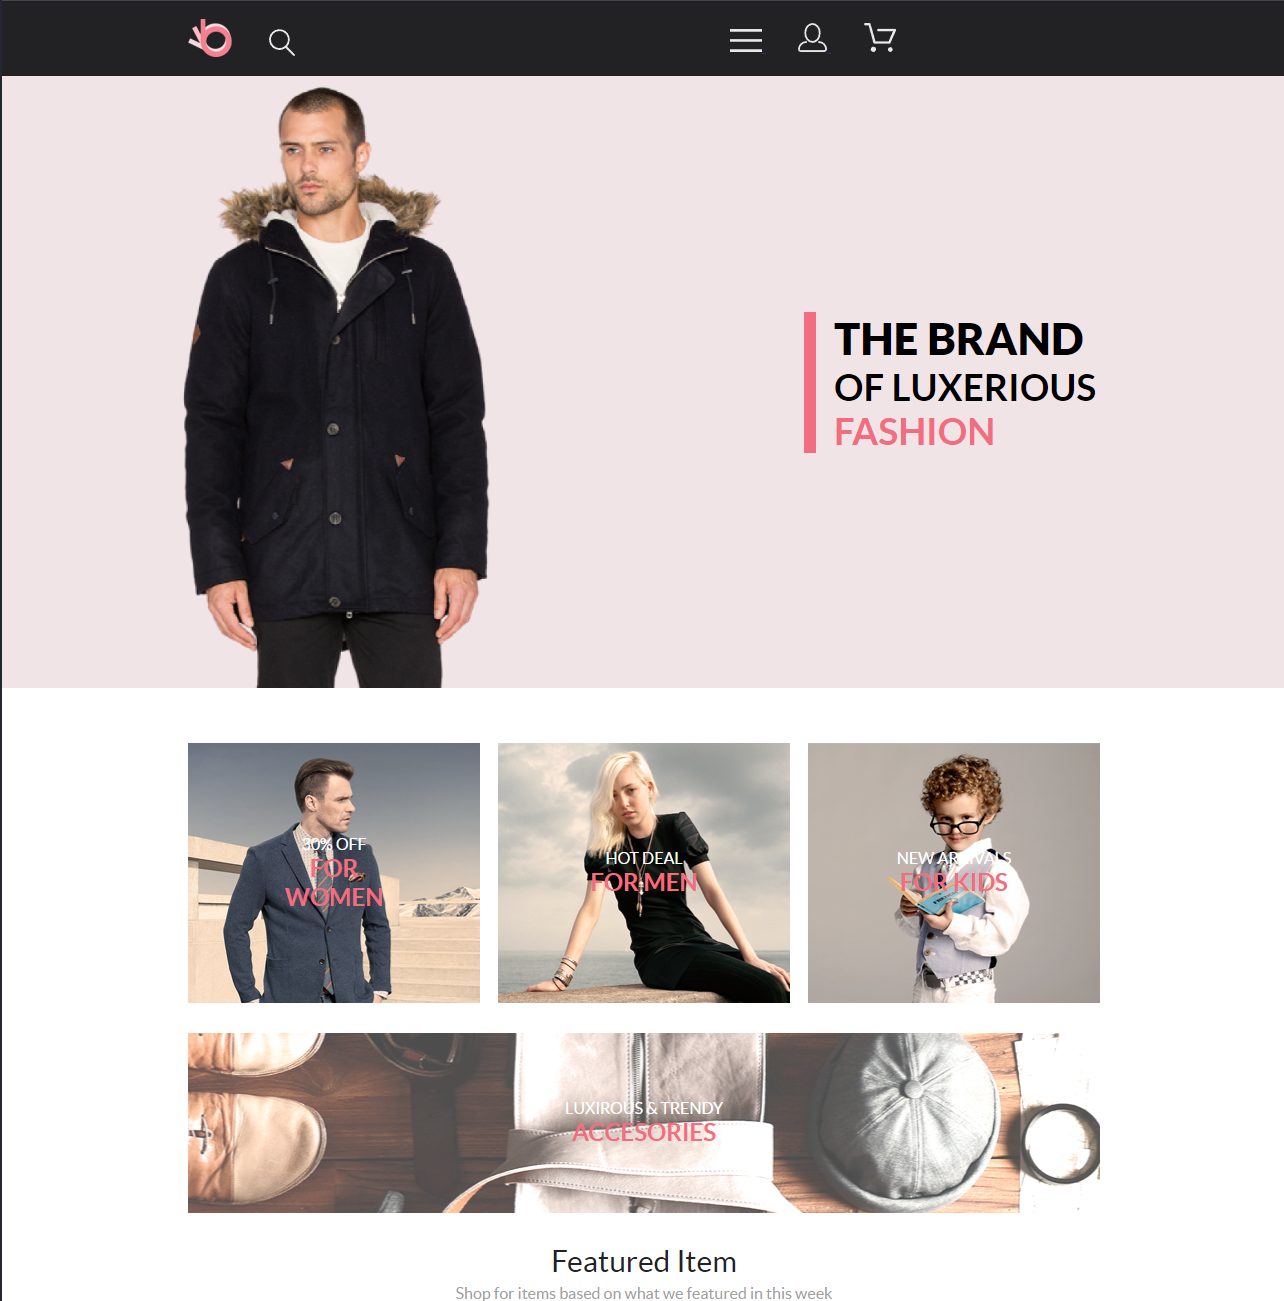 THE BRAND
OF LUXERIOUS
FASHION
30% OFF
FOR
WOMEN
HOT DEAL
FOR MEN
NEW ARRIVALS
FOR KIDS
LUXIROUS & TRENDY
ACCESORIES
Featured Item
Shop for items based on what we featured in this week